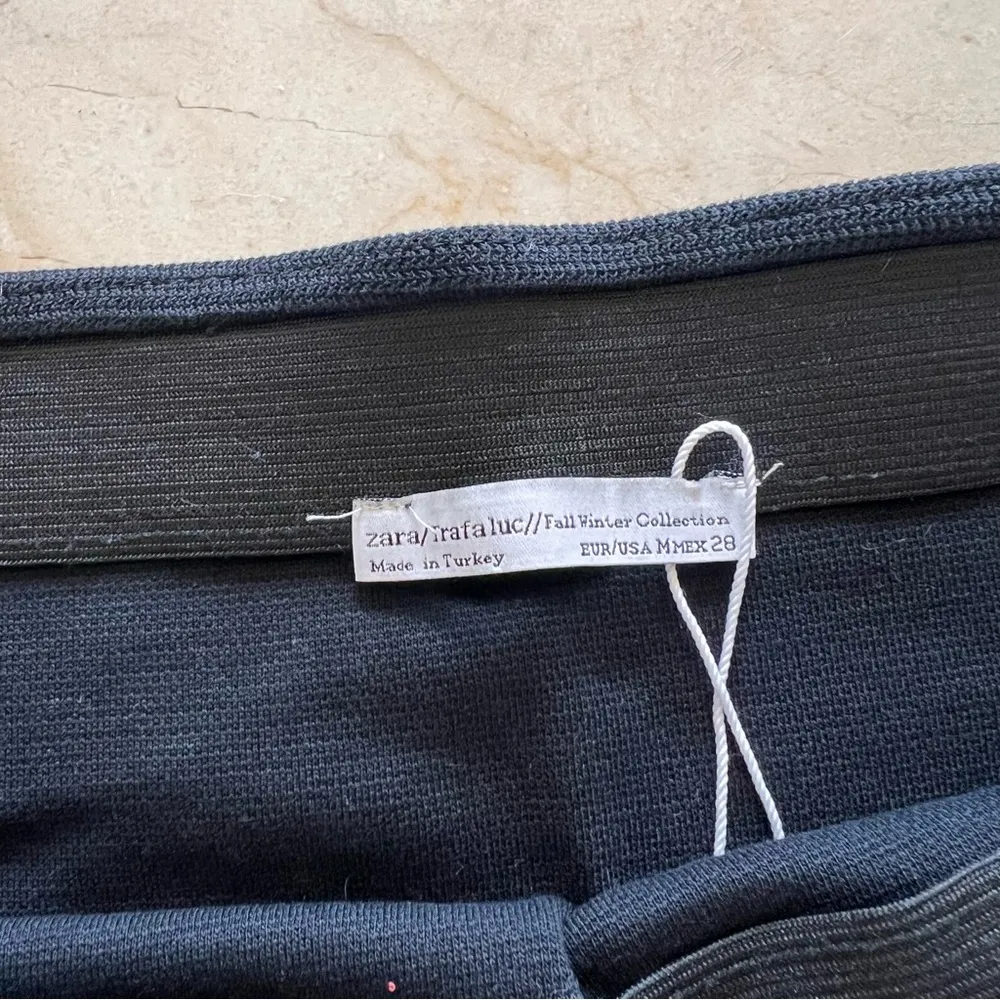 zara/Trafaluc//Fall Winter Collection
Made in Turkey EUR/USA M MEX 28